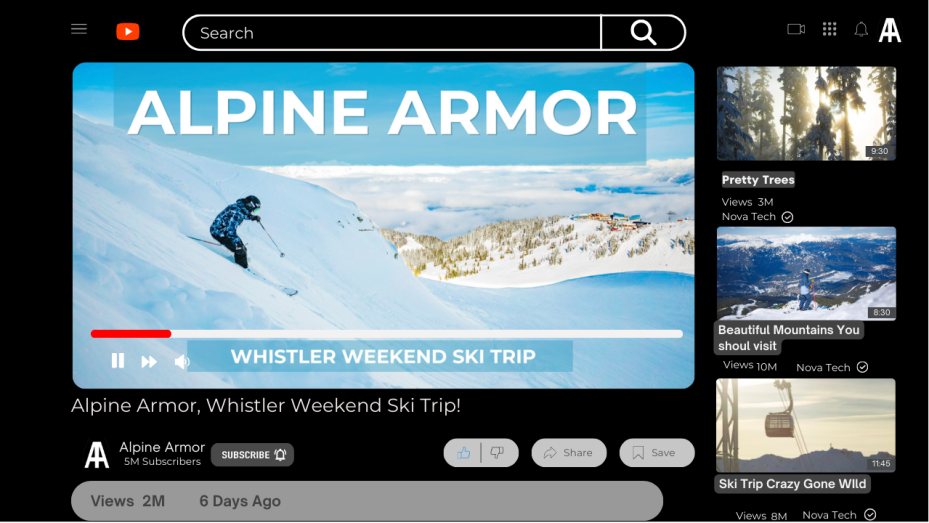 Search
ALPINE ARMOR
WHISTLER WEEKEND SKI TRIP
Alpine Armor, Whistler Weekend Ski Trip!
Alpine Armor
5M Subscribers
SUBSCRIBE
Share
Save
Views 2M 6 Days Ago
9:30
Pretty Trees
Views 3M
Nova Tech
8:30
Beautiful Mountains You
shoul visit
Views 10M Nova Tech
11:45
Ski Trip Crazy Gone WIld
Views 8M Nova Tech